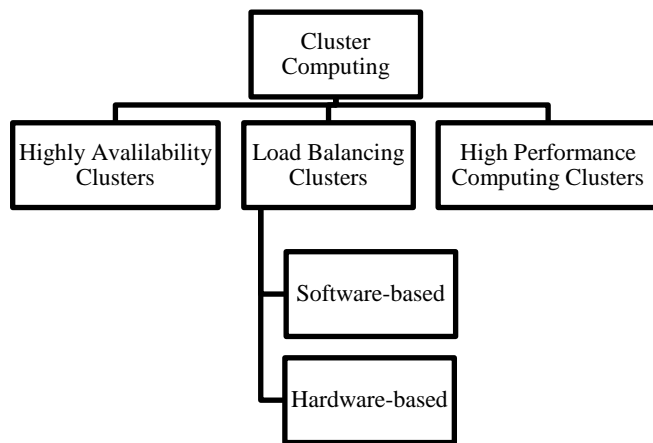 Cluster
Computing
Highly Avalilability
Clusters
Load Balancing
Clusters
High Performance
Computing Clusters
Software-based
Hardware-based